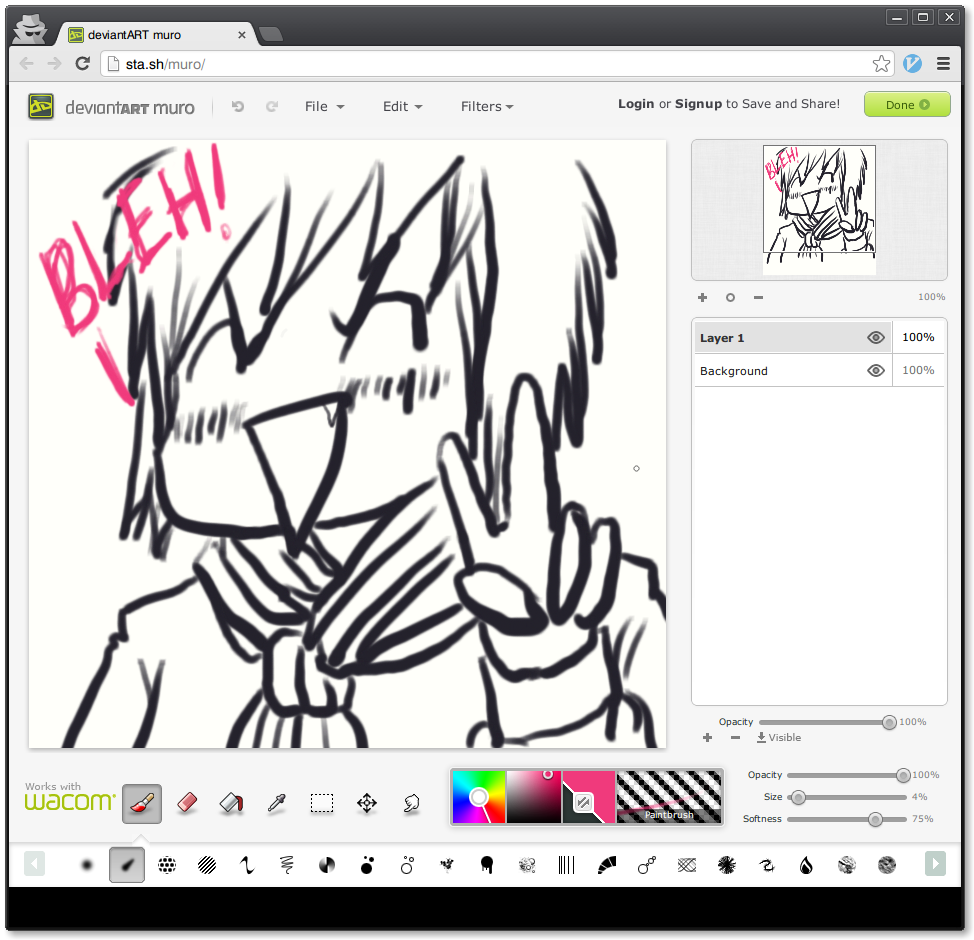 deviantART muro
sta.sh/muro/
deviantART muro
File
Edit
Filters
Login or Signup to Save and Share!
Done
BLEH!
BLEH!
100%
Layer 1
100%
Background
100%
Opacity
100%
Visible
Works with
wacom
Paintbrush
Opacity
100%
Size
4%
Softness
75%